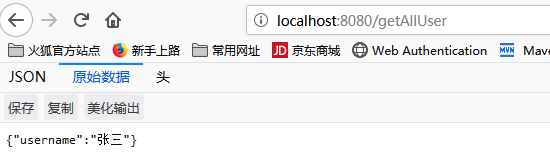 localhost:8080/getAllUser
火狐官方站点 新手上路 常用网址 JD 京东商城 Web Authentication MVN Mave
JSON 原始数据 头
保存 复制 美化输出
{"username":"张三"}